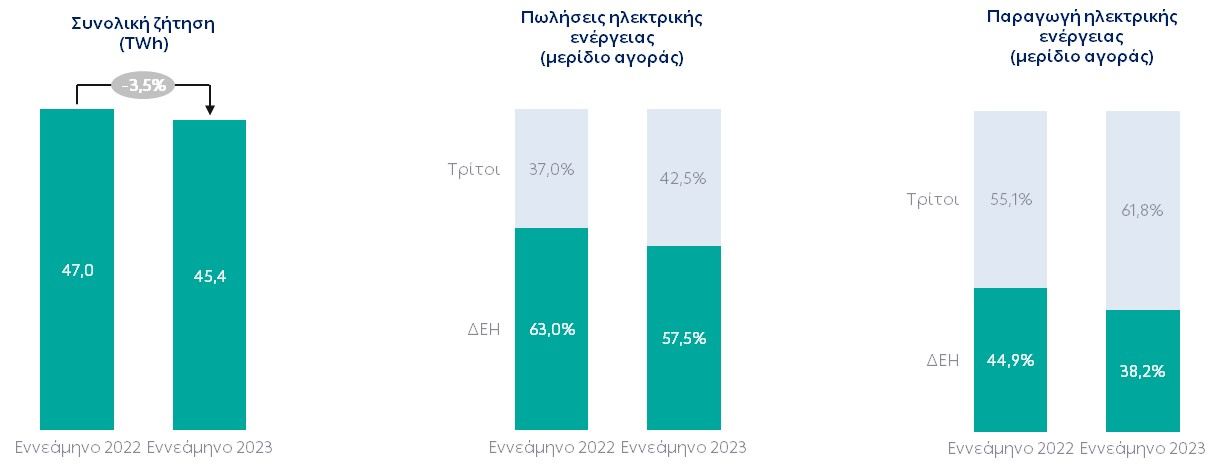 Συνολική ζήτηση
(TWh)
-3,5%
47,0
45,4
Εννεάμηνο 2022 Εννεάμηνο 2023
Πωλήσεις ηλεκτρικής
ενέργειας
(μερίδιο αγοράς)
Τρίτοι
37,0%
42,5%
ΔΕΗ
63,0%
57,5%
Εννεάμηνο 2022 Εννεάμηνο 2023
Παραγωγή ηλεκτρικής
ενέργειας
(μερίδιο αγοράς)
Τρίτοι
55,1%
61,8%
ΔΕΗ
44,9%
38,2%
Εννεάμηνο 2022 Εννεάμηνο 2023